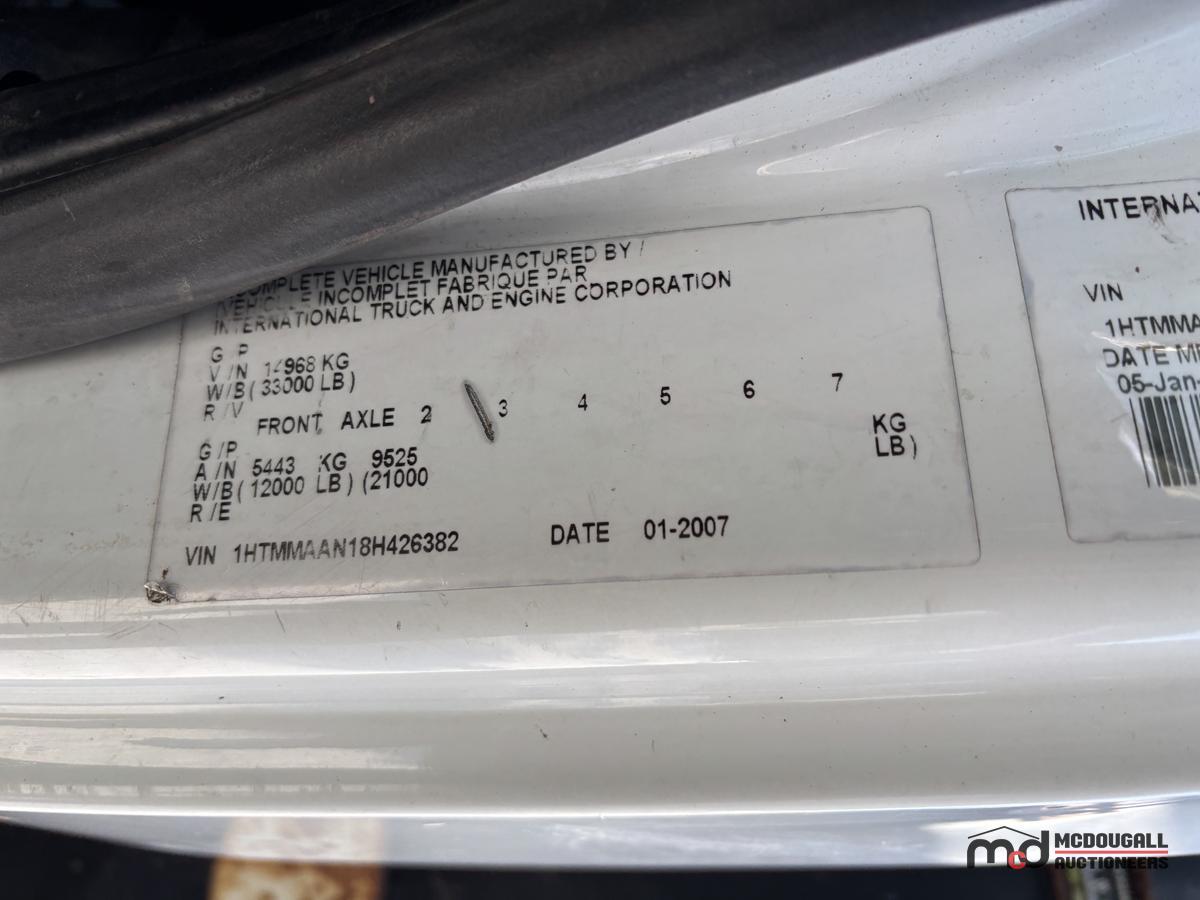 COMPLETE VEHICLE MANUFACTURED BY /
INCOMPLET FABRIQUE PAR
INTERNATIONAL TRUCK AND ENGINE CORPORATION
G P
V/N 14968 KG
W/B ( 33000 LB )
R /V
FRONT AXLE 2 3 4 5 6 7
G /P
A /N 5443 KG 9525 KG
W/B ( 12000 LB ) (21000 LB )
R /E
VIN 1HTMMAAN18H426382 DATE 01-2007
INTERNA
VIN
1HTMMA
DATE M
05-Jan-
mcd MCDOUGALL
AUCTIONEERS